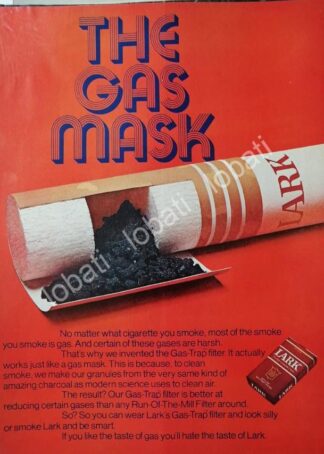 THE
GAS
MASK
LARK
lobati lobati lobati
No matter what cigarette you smoke, most of the smoke
you smoke is gas. And certain of these gases are harsh.
That's why we invented the Gas-Trap filter. It actually
works just like a gas mask. This is because, to clean
smoke, we make our granules from the very same kind of
amazing charcoal as modern science uses to clean air.
The result? Our Gas-Trap filter is better at
reducing certain gases than any Run-Of-The-Mill Filter around.
So? So you can wear Lark's Gas-Trap filter and look silly
or smoke Lark and be smart.
If you like the taste of gas you'll hate the taste of Lark.
LARK